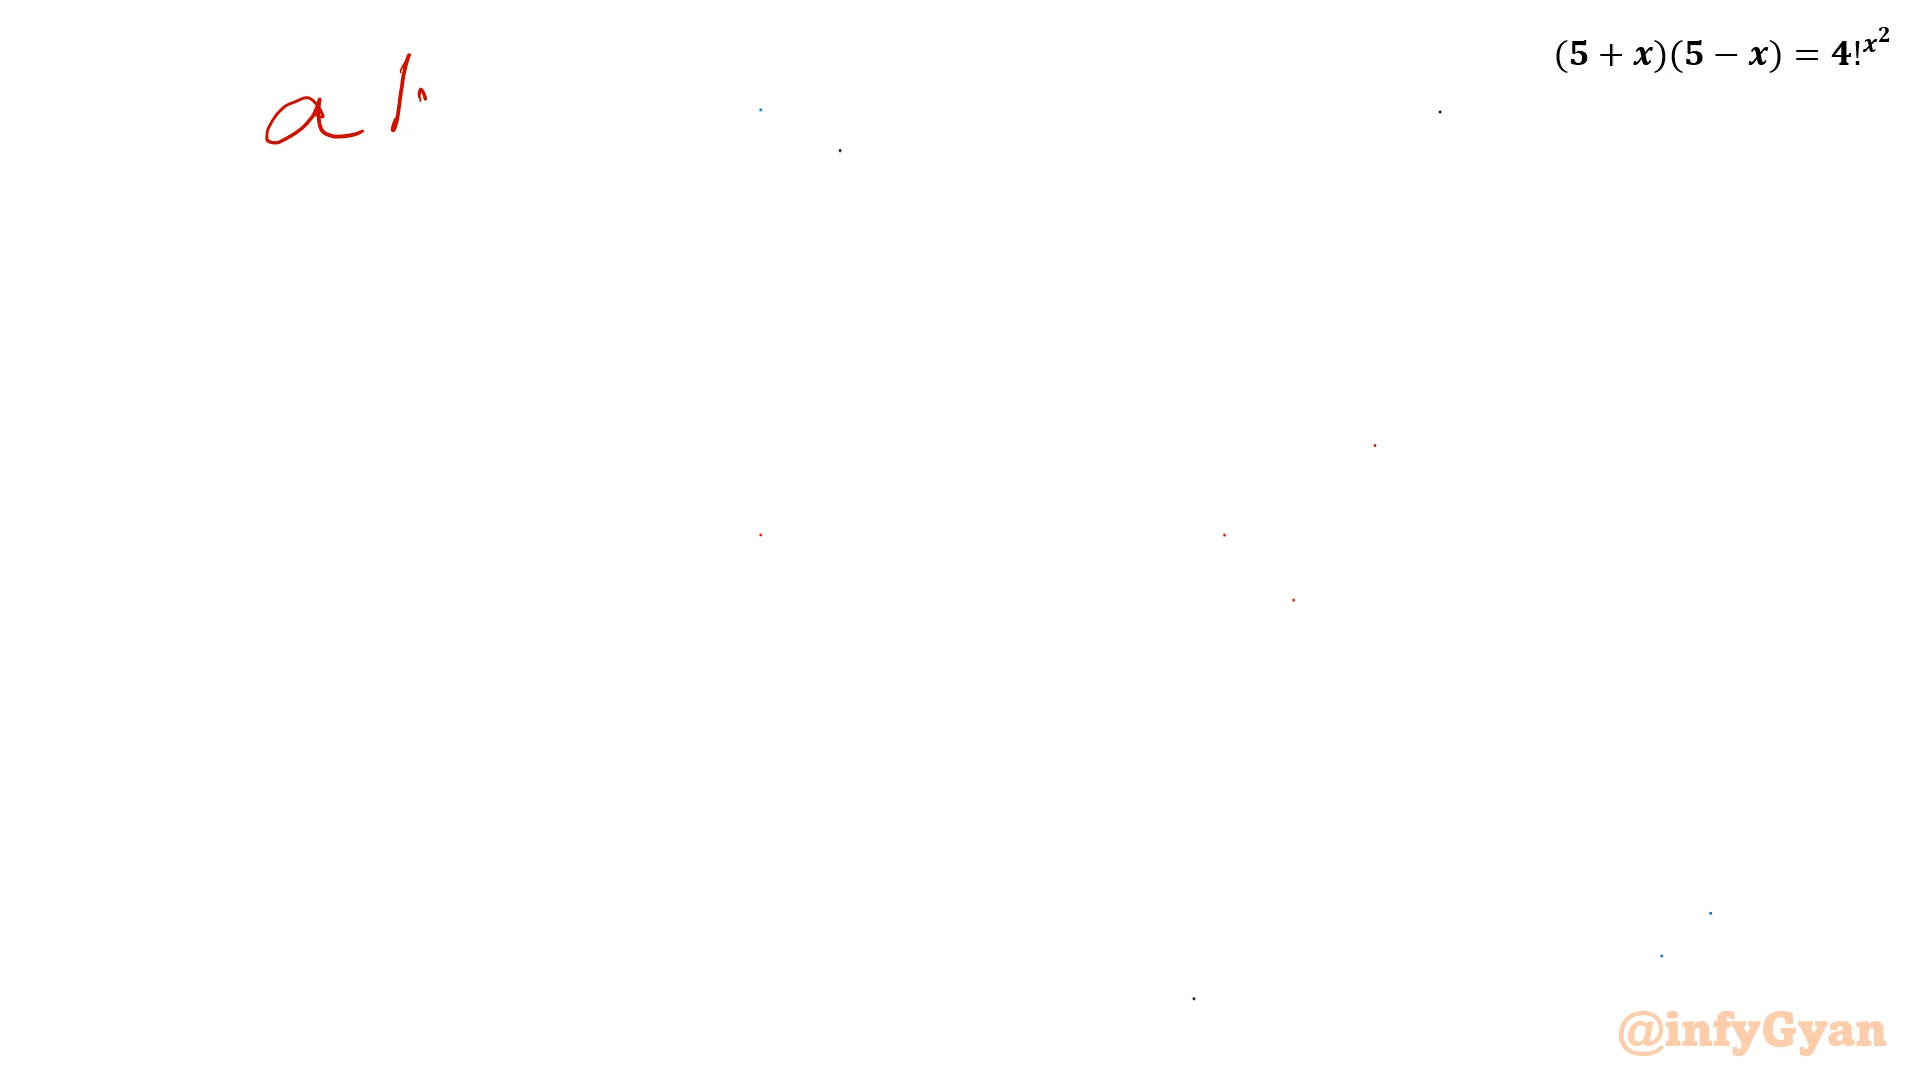 (5 + x)(5 − x) = 4!^{x^2}
a
@infyGyan